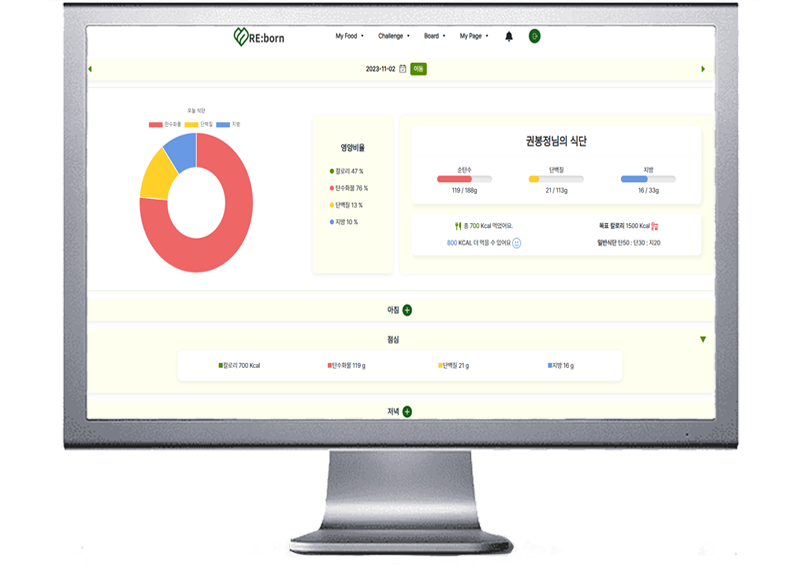 RE:born
My Food Challenge Board My Page
2023-11-02 이동
오늘 식단
탄수화물 단백질 지방
영양비율
칼로리 47 %
탄수화물 76 %
단백질 13 %
지방 10 %
권봉정님의 식단
순탄수 단백질 지방
119 / 188g 21 / 113g 16 / 33g
총 700 Kcal 먹었어요.
800 KCAL 더 먹을 수 있어요
목표 칼로리 1500 Kcal
일반식단 탄50 : 단30 : 지20
아침
점심
칼로리 700 Kcal 탄수화물 119 g 단백질 21 g 지방 16 g
저녁